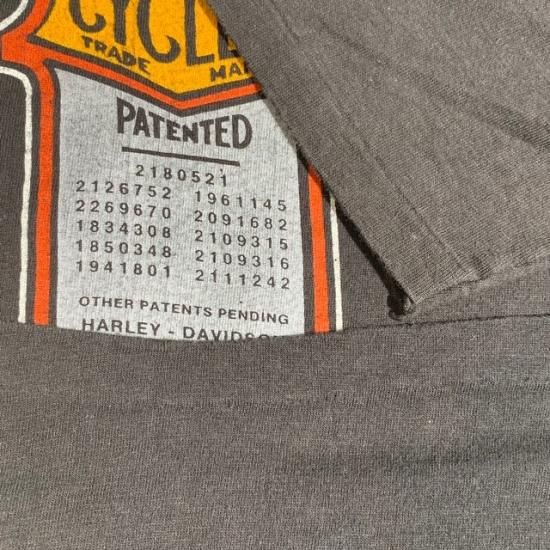 CYCLE
TRADE MA
PATENTED
2180521
2126752 1961145
2269670 2091682
1834308 2109315
1850348 2109316
1941801 2111242
OTHER PATENTS PENDING
HARLEY - DAVIDSO